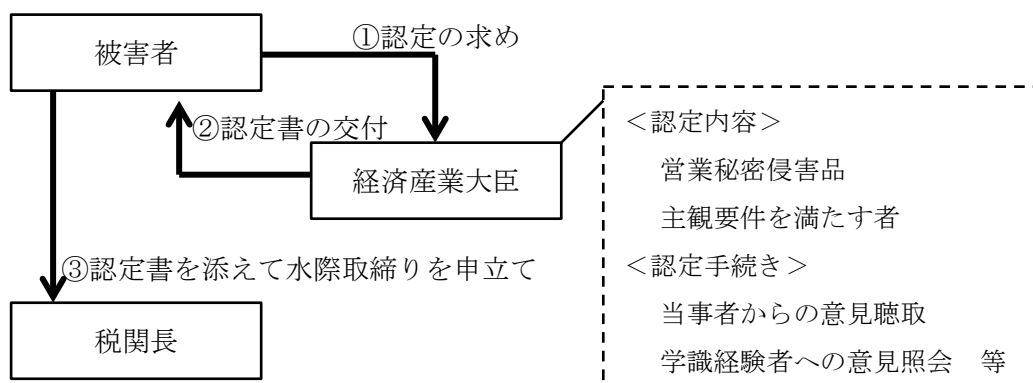 被害者
①認定の求め
②認定書の交付
経済産業大臣
③認定書を添えて水際取締りを申立て
税関長
＜認定内容＞
営業秘密侵害品
主観要件を満たす者
＜認定手続き＞
当事者からの意見聴取
学識経験者への意見照会　等